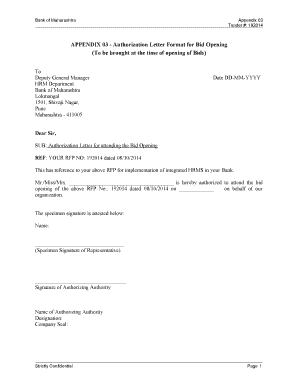 Bank of Maharashtra Appendix 03
Tender #: 192014
APPENDIX 03 - Authorization Letter Format for Bid Opening
(To be brought at the time of opening of Bids)
To
Deputy General Manager Date DD-MM-YYYY
HRM Department
Bank of Maharashtra
Lokmangal
1501, Shivaji Nagar,
Pune
Maharashtra - 411005
Dear Sir,
SUB: Authorization Letter for attending the Bid Opening
REF: YOUR RFP NO: 192014 dated 08/10/2014
This has reference to your above RFP for implementation of integrated HRMS in your Bank.
Mr./Miss/Mrs. ____________________ is hereby authorized to attend the bid
opening of the above RFP No.: 192014 dated 08/10/2014 on ____________ on behalf of our
organization.
The specimen signature is attested below:
Name:
____________________
(Specimen Signature of Representative)
____________________
Signature of Authorizing Authority
Name of Authorizing Authority
Designation:
Company Seal:
Strictly Confidential Page 1